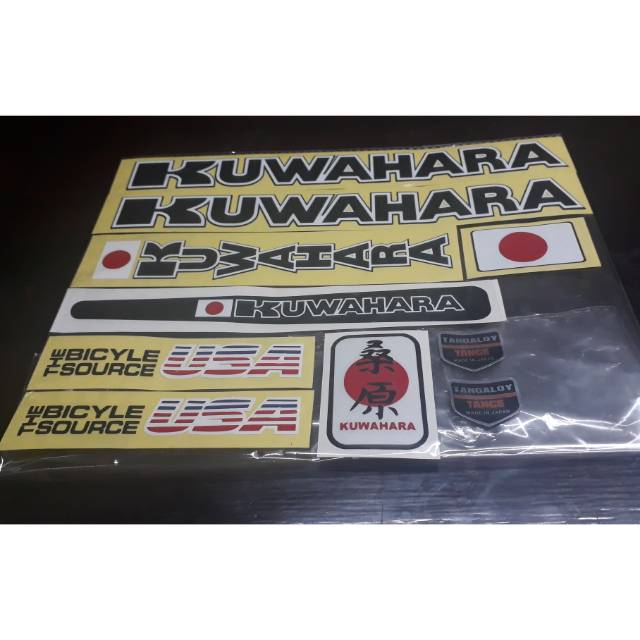 KUWAHARA
KUWAHARA
KUWAHARA
KUWAHARA
THE BICYLE SOURCE USA
THE BICYLE SOURCE USA
桑原
KUWAHARA
TANGALOY
TANGE
MADE IN JAPAN
TANGALOY
TANGE
MADE IN JAPAN